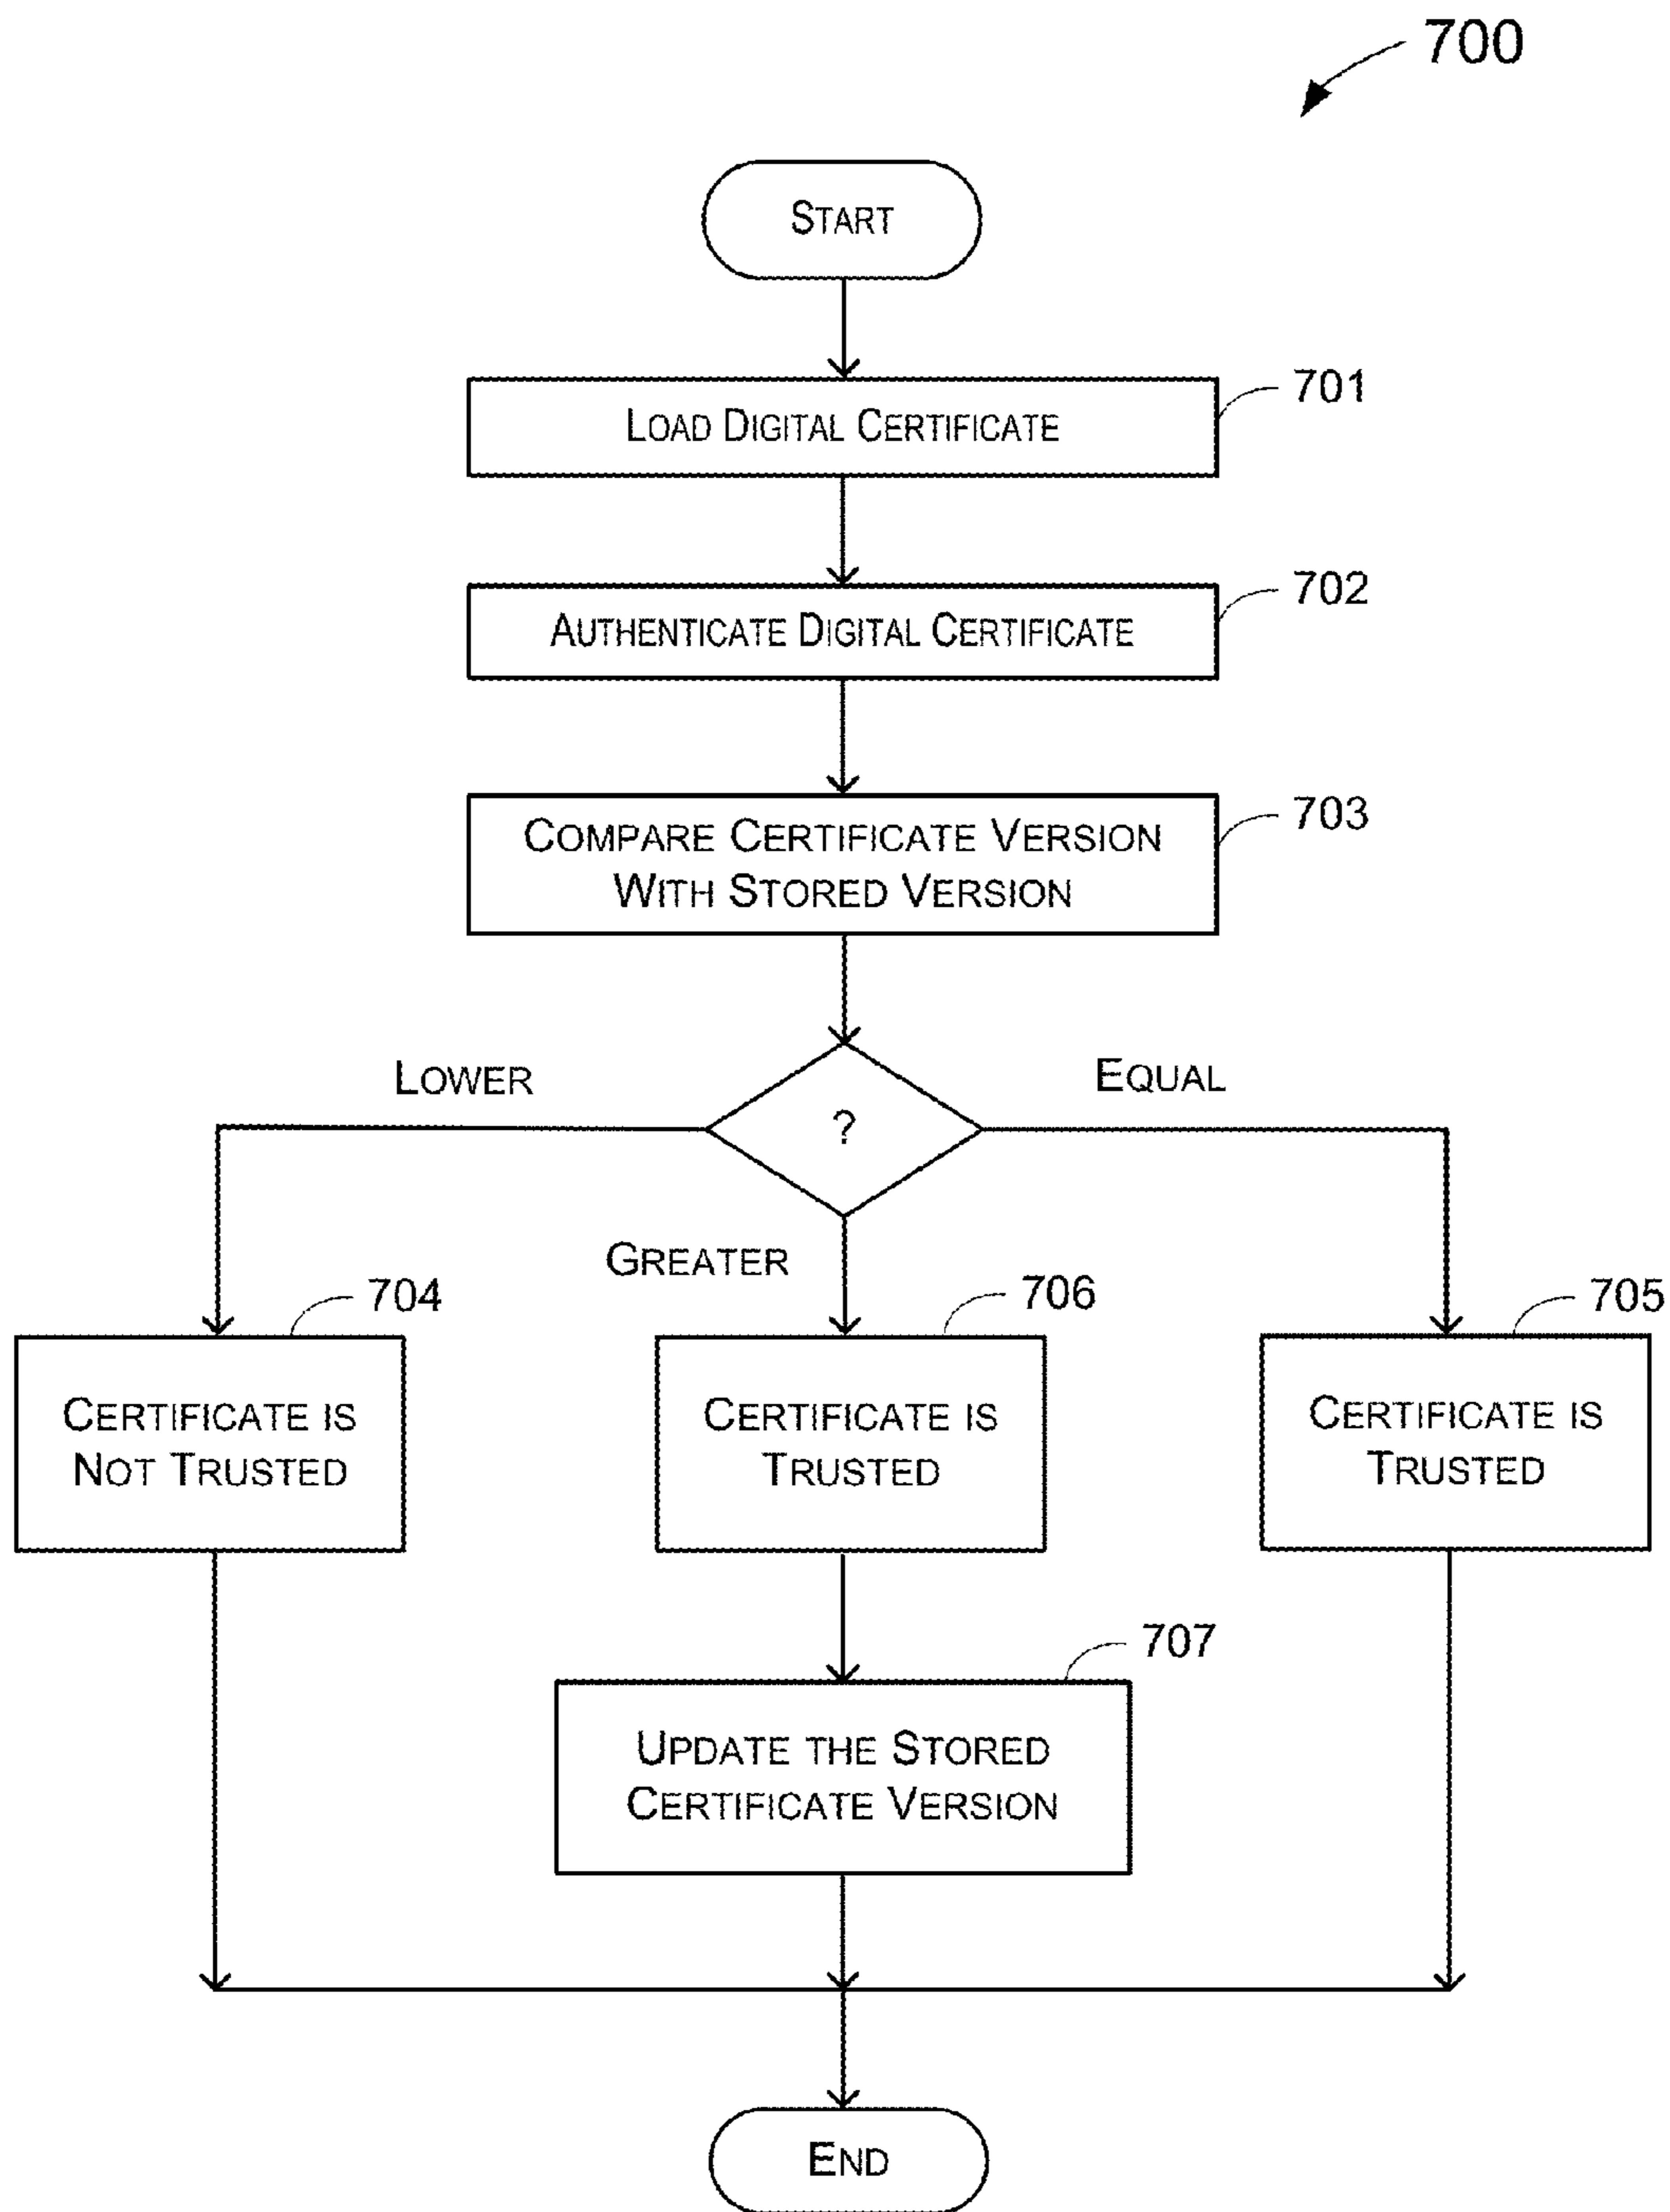 700
START
LOAD DIGITAL CERTIFICATE
701
AUTHENTICATE DIGITAL CERTIFICATE
702
COMPARE CERTIFICATE VERSION
WITH STORED VERSION
703
LOWER
?
EQUAL
GREATER
704
CERTIFICATE IS
NOT TRUSTED
706
CERTIFICATE IS
TRUSTED
705
CERTIFICATE IS
TRUSTED
707
UPDATE THE STORED
CERTIFICATE VERSION
END